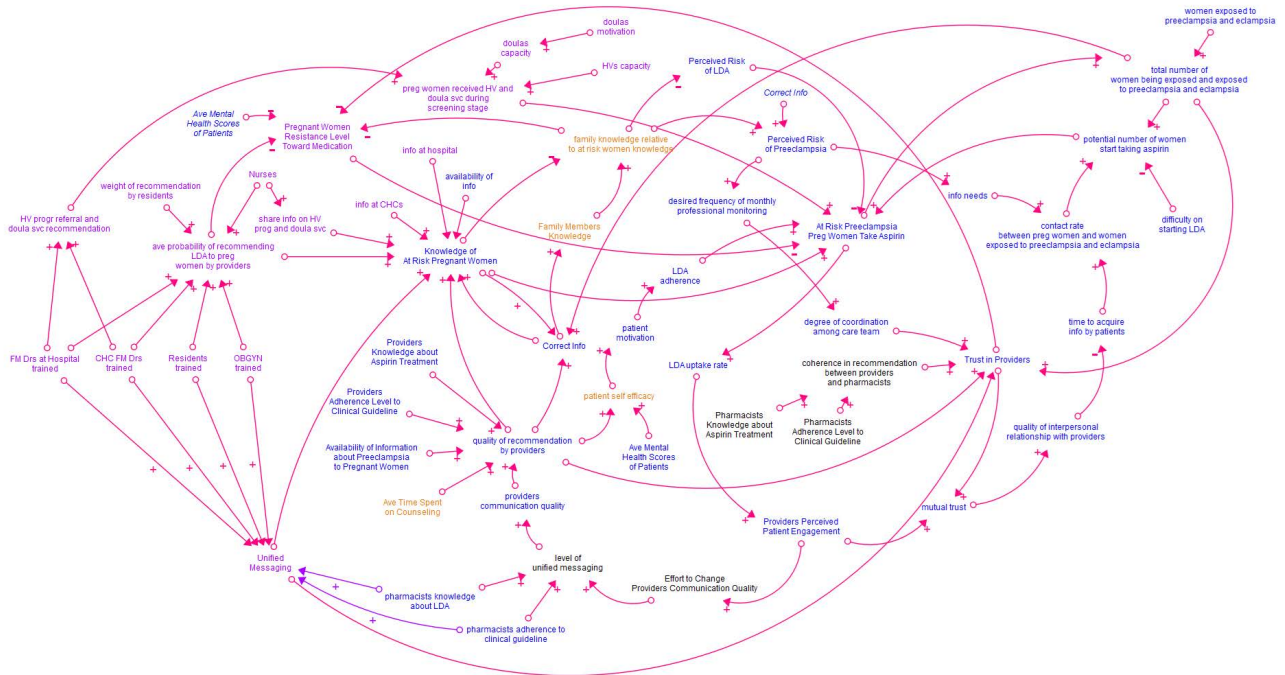 women exposed to
preeclampsia and eclampsia
doulas
motivation
doulas
capacity
HVs capacity
Perceived Risk
of LDA
total number of
women being exposed and exposed
to preeclampsia and eclampsia
preg women received HV and
doula svc during
screening stage
Correct Info
Ave Mental
Health Scores
of Patients
Pregnant Women
Resistance Level
Toward Medication
family knowledge relative
to at risk women knowledge
Perceived Risk
of Preeclampsia
potential number of women
start taking aspirin
info at hospital
availability of
info
Nurses
weight of recommendation
by residents
desired frequency of monthly
professional monitoring
info needs
info at CHCs
HV progr referral and
doula svc recommendation
share info on HV
prog and doula svc
Family Members
Knowledge
At Risk Preeclampsia
Preg Women Take Aspirin
contact rate
between preg women and women
exposed to preeclampsia and eclampsia
difficulty on
starting LDA
ave probability of recommending
LDA to preg
women by providers
Knowledge of
At Risk Pregnant Women
LDA
adherence
patient
motivation
degree of coordination
among care team
time to acquire
info by patients
FM Drs at Hospital
trained
CHC FM Drs
trained
Residents
trained
OBGYN
trained
Providers
Knowledge about
Aspirin Treatment
Correct Info
LDA uptake rate
coherence in recommendation
between providers
and pharmacists
Trust in Providers
Providers
Adherence Level to
Clinical Guideline
patient self efficacy
Pharmacists
Knowledge about
Aspirin Treatment
Pharmacists
Adherence Level to
Clinical Guideline
quality of interpersonal
relationship with providers
Availability of Information
about Preeclampsia
to Pregnant Women
quality of recommendation
by providers
Ave Mental
Health Scores
of Patients
Ave Time Spent
on Counseling
providers
communication quality
mutual trust
Providers Perceived
Patient Engagement
Unified
Messaging
level of
unified messaging
Effort to Change
Providers Communication Quality
pharmacists knowledge
about LDA
pharmacists adherence to
clinical guideline